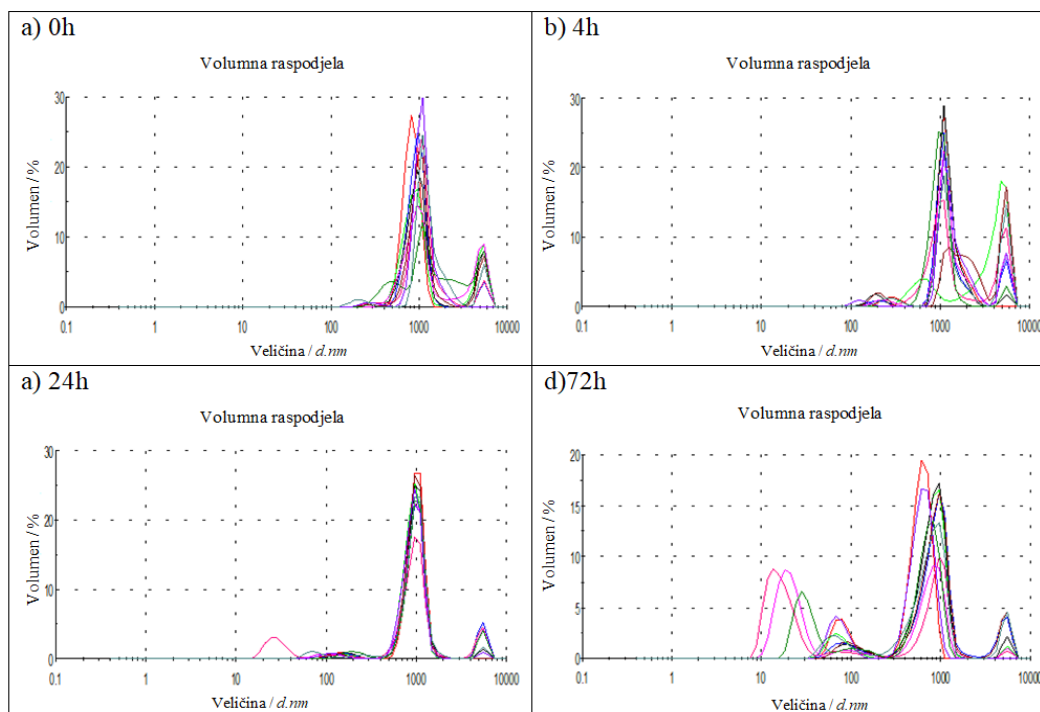 a) 0h
Volumna raspodjela
30
20
10
0
Volumen / %
0.1 1 10 100 1000 10000
Veličina / d.nm
b) 4h
Volumna raspodjela
30
20
10
0
Volumen / %
0.1 1 10 100 1000 10000
Veličina / d.nm
a) 24h
Volumna raspodjela
30
20
10
0
Volumen / %
0.1 1 10 100 1000 10000
Veličina / d.nm
d)72h
Volumna raspodjela
20
15
10
5
0
Volumen / %
0.1 1 10 100 1000 10000
Veličina / d.nm